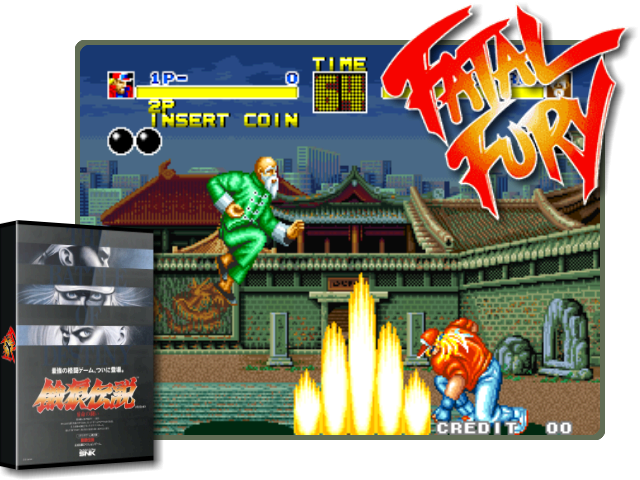 FATAL
FURY
1P- 0
TIME
2P
INSERT COIN
最強の格闘ゲーム、ついに登場。
餓狼伝説
SNK
CREDIT 00